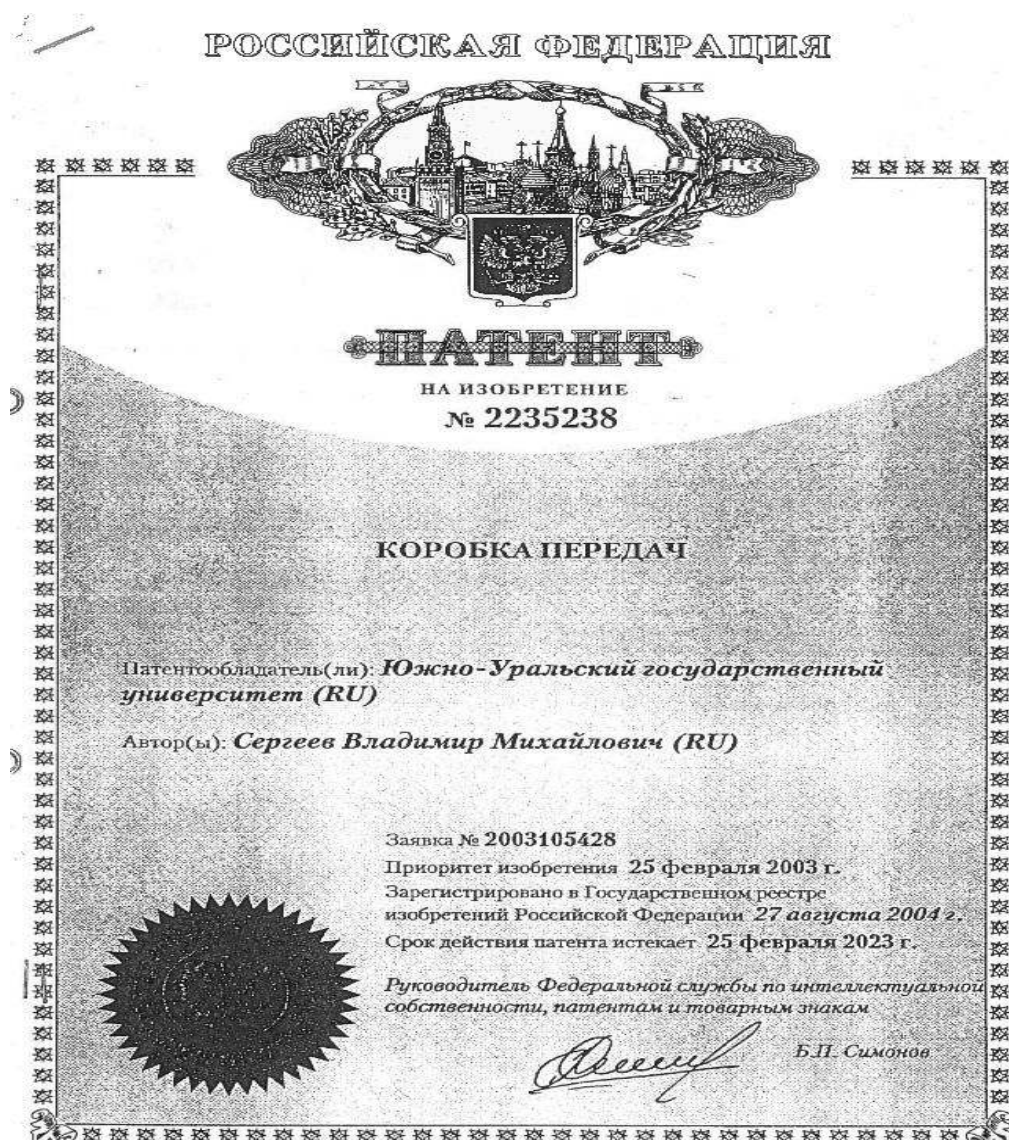 РОССИЙСКАЯ ФЕДЕРАЦИЯ
ПАТЕНТ
НА ИЗОБРЕТЕНИЕ
№ 2235238
КОРОБКА ПЕРЕДАЧ
Патентообладатель(ли): Южно-Уральский государственный
университет (RU)
Автор(ы): Сергеев Владимир Михайлович (RU)
Заявка № 2003105428
Приоритет изобретения 25 февраля 2003 г.
Зарегистрировано в Государственном реестре
изобретений Российской Федерации 27 августа 2004 г.
Срок действия патента истекает 25 февраля 2023 г.
Руководитель Федеральной службы по интеллектуальной
собственности, патентам и товарным знакам
Б.П. Симонов